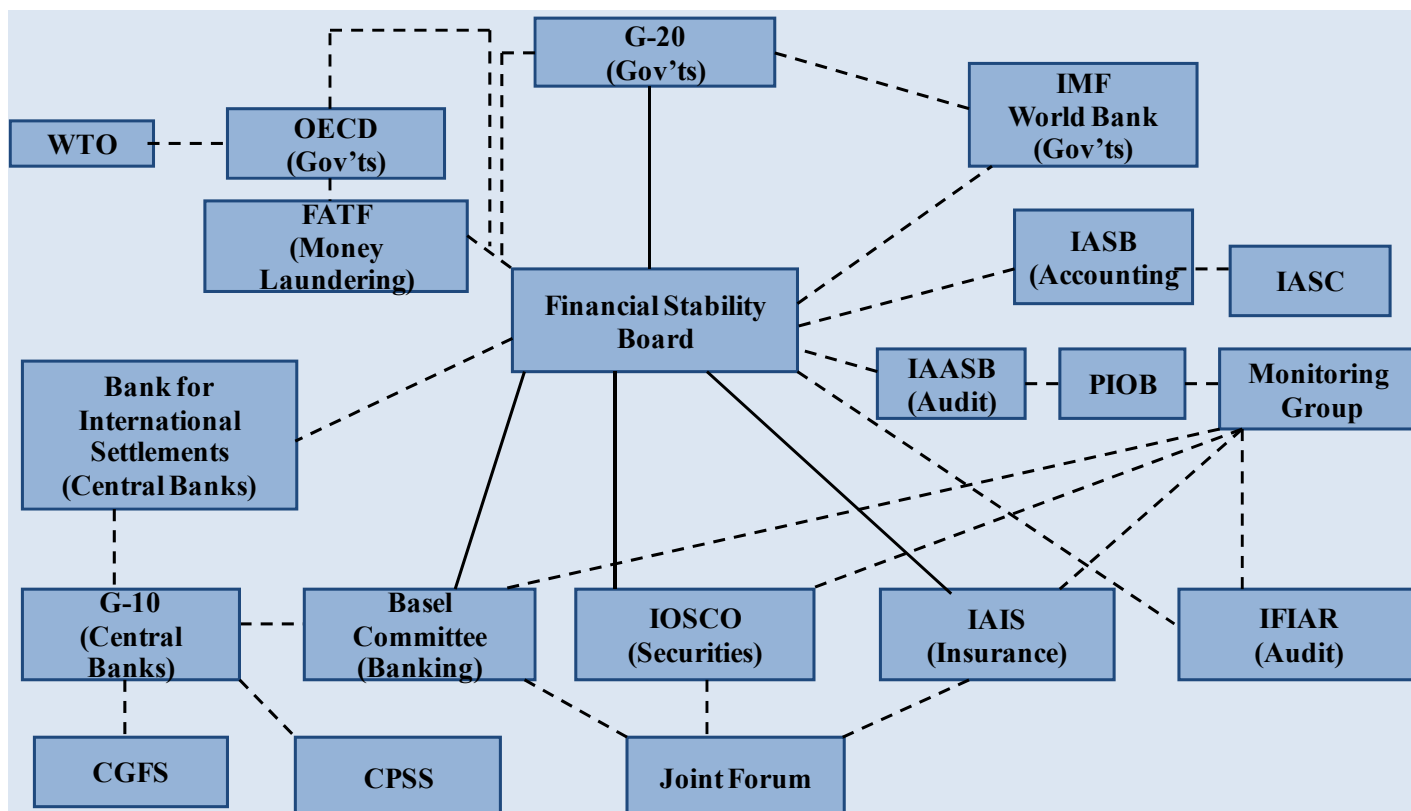 G-20
(Gov’ts)
IMF
World Bank
(Gov’ts)
WTO
OECD
(Gov’ts)
FATF
(Money
Laundering)
IASB
(Accounting
IASC
Financial Stability
Board
Bank for
International
Settlements
(Central Banks)
IAASB
(Audit)
PIOB
Monitoring
Group
G-10
(Central
Banks)
Basel
Committee
(Banking)
IOSCO
(Securities)
IAIS
(Insurance)
IFIAR
(Audit)
CGFS
CPSS
Joint Forum